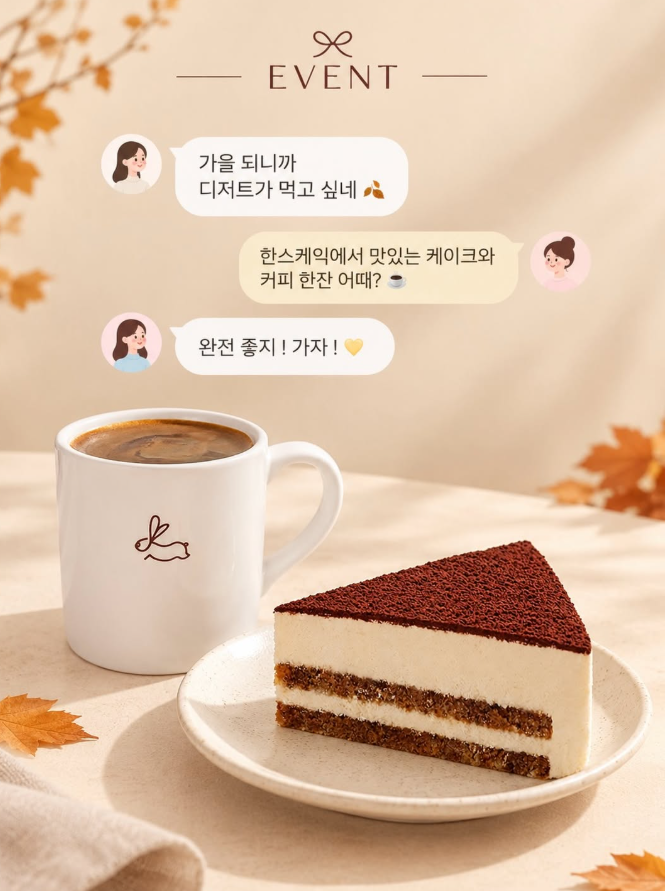 EVENT
가을 되니까
디저트가 먹고 싶네 🍂
한스케익에서 맛있는 케이크와
커피 한잔 어때? ☕
완전 좋지 ! 가자 ! 💛